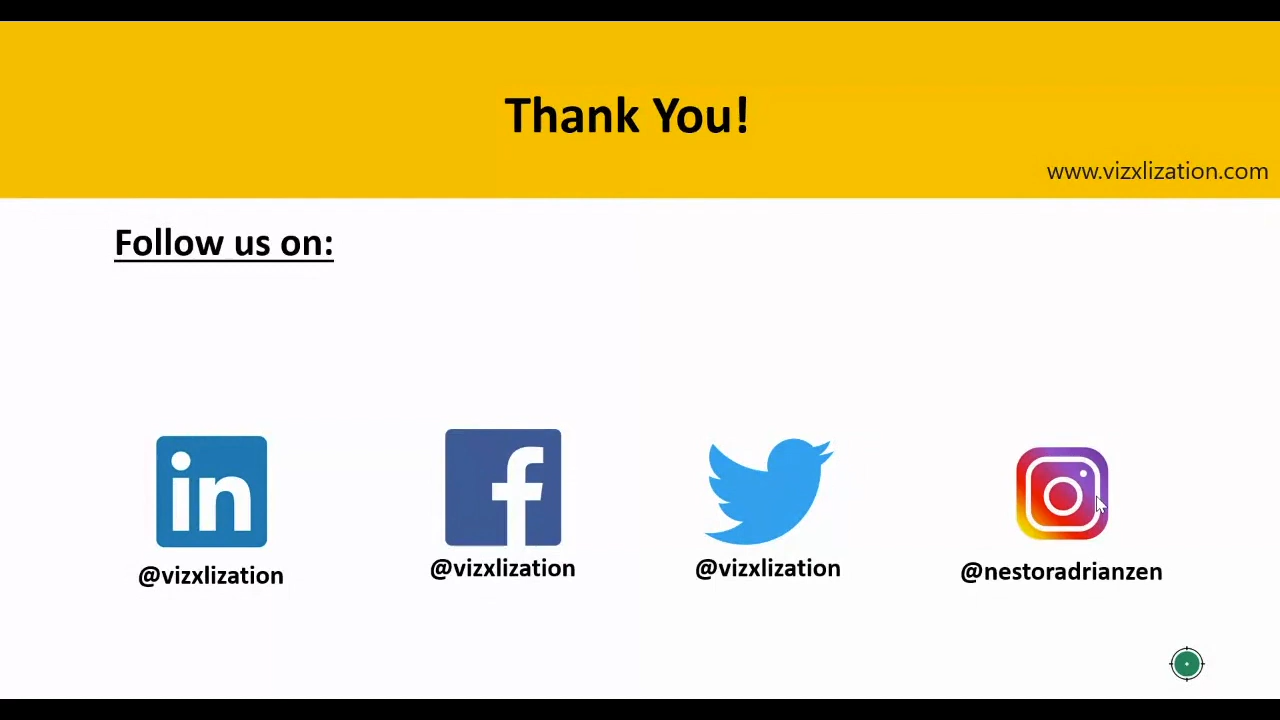 Thank You!
www.vizxlization.com
Follow us on:
in
f
@vizxlization
@vizxlization
@vizxlization
@nestoradrianzen